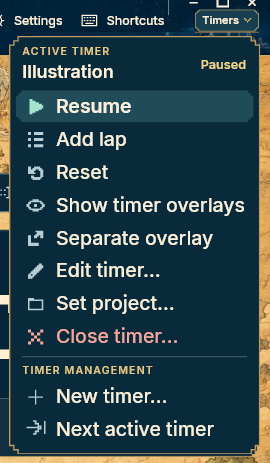 Settings
Shortcuts
Timers
ACTIVE TIMER
Illustration
Paused
Resume
Add lap
Reset
Show timer overlays
Separate overlay
Edit timer...
Set project...
Close timer...
TIMER MANAGEMENT
New timer...
Next active timer